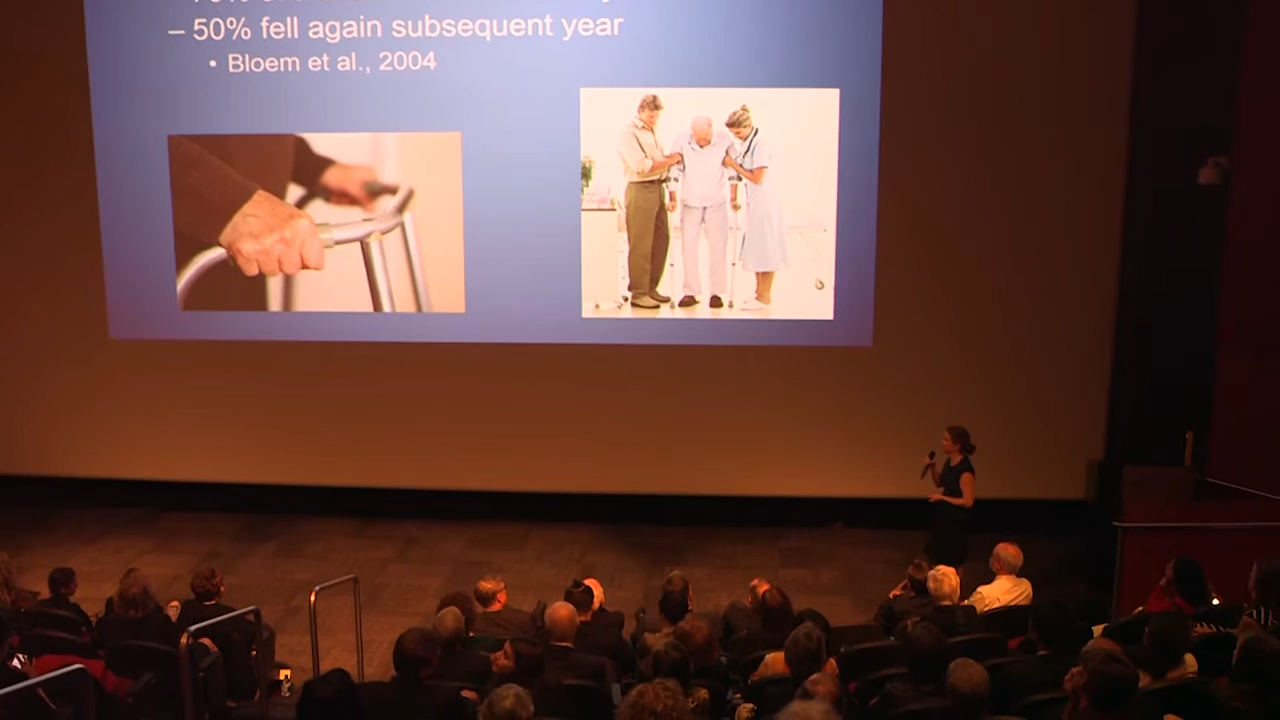 – 50% fell again subsequent year
• Bloem et al., 2004